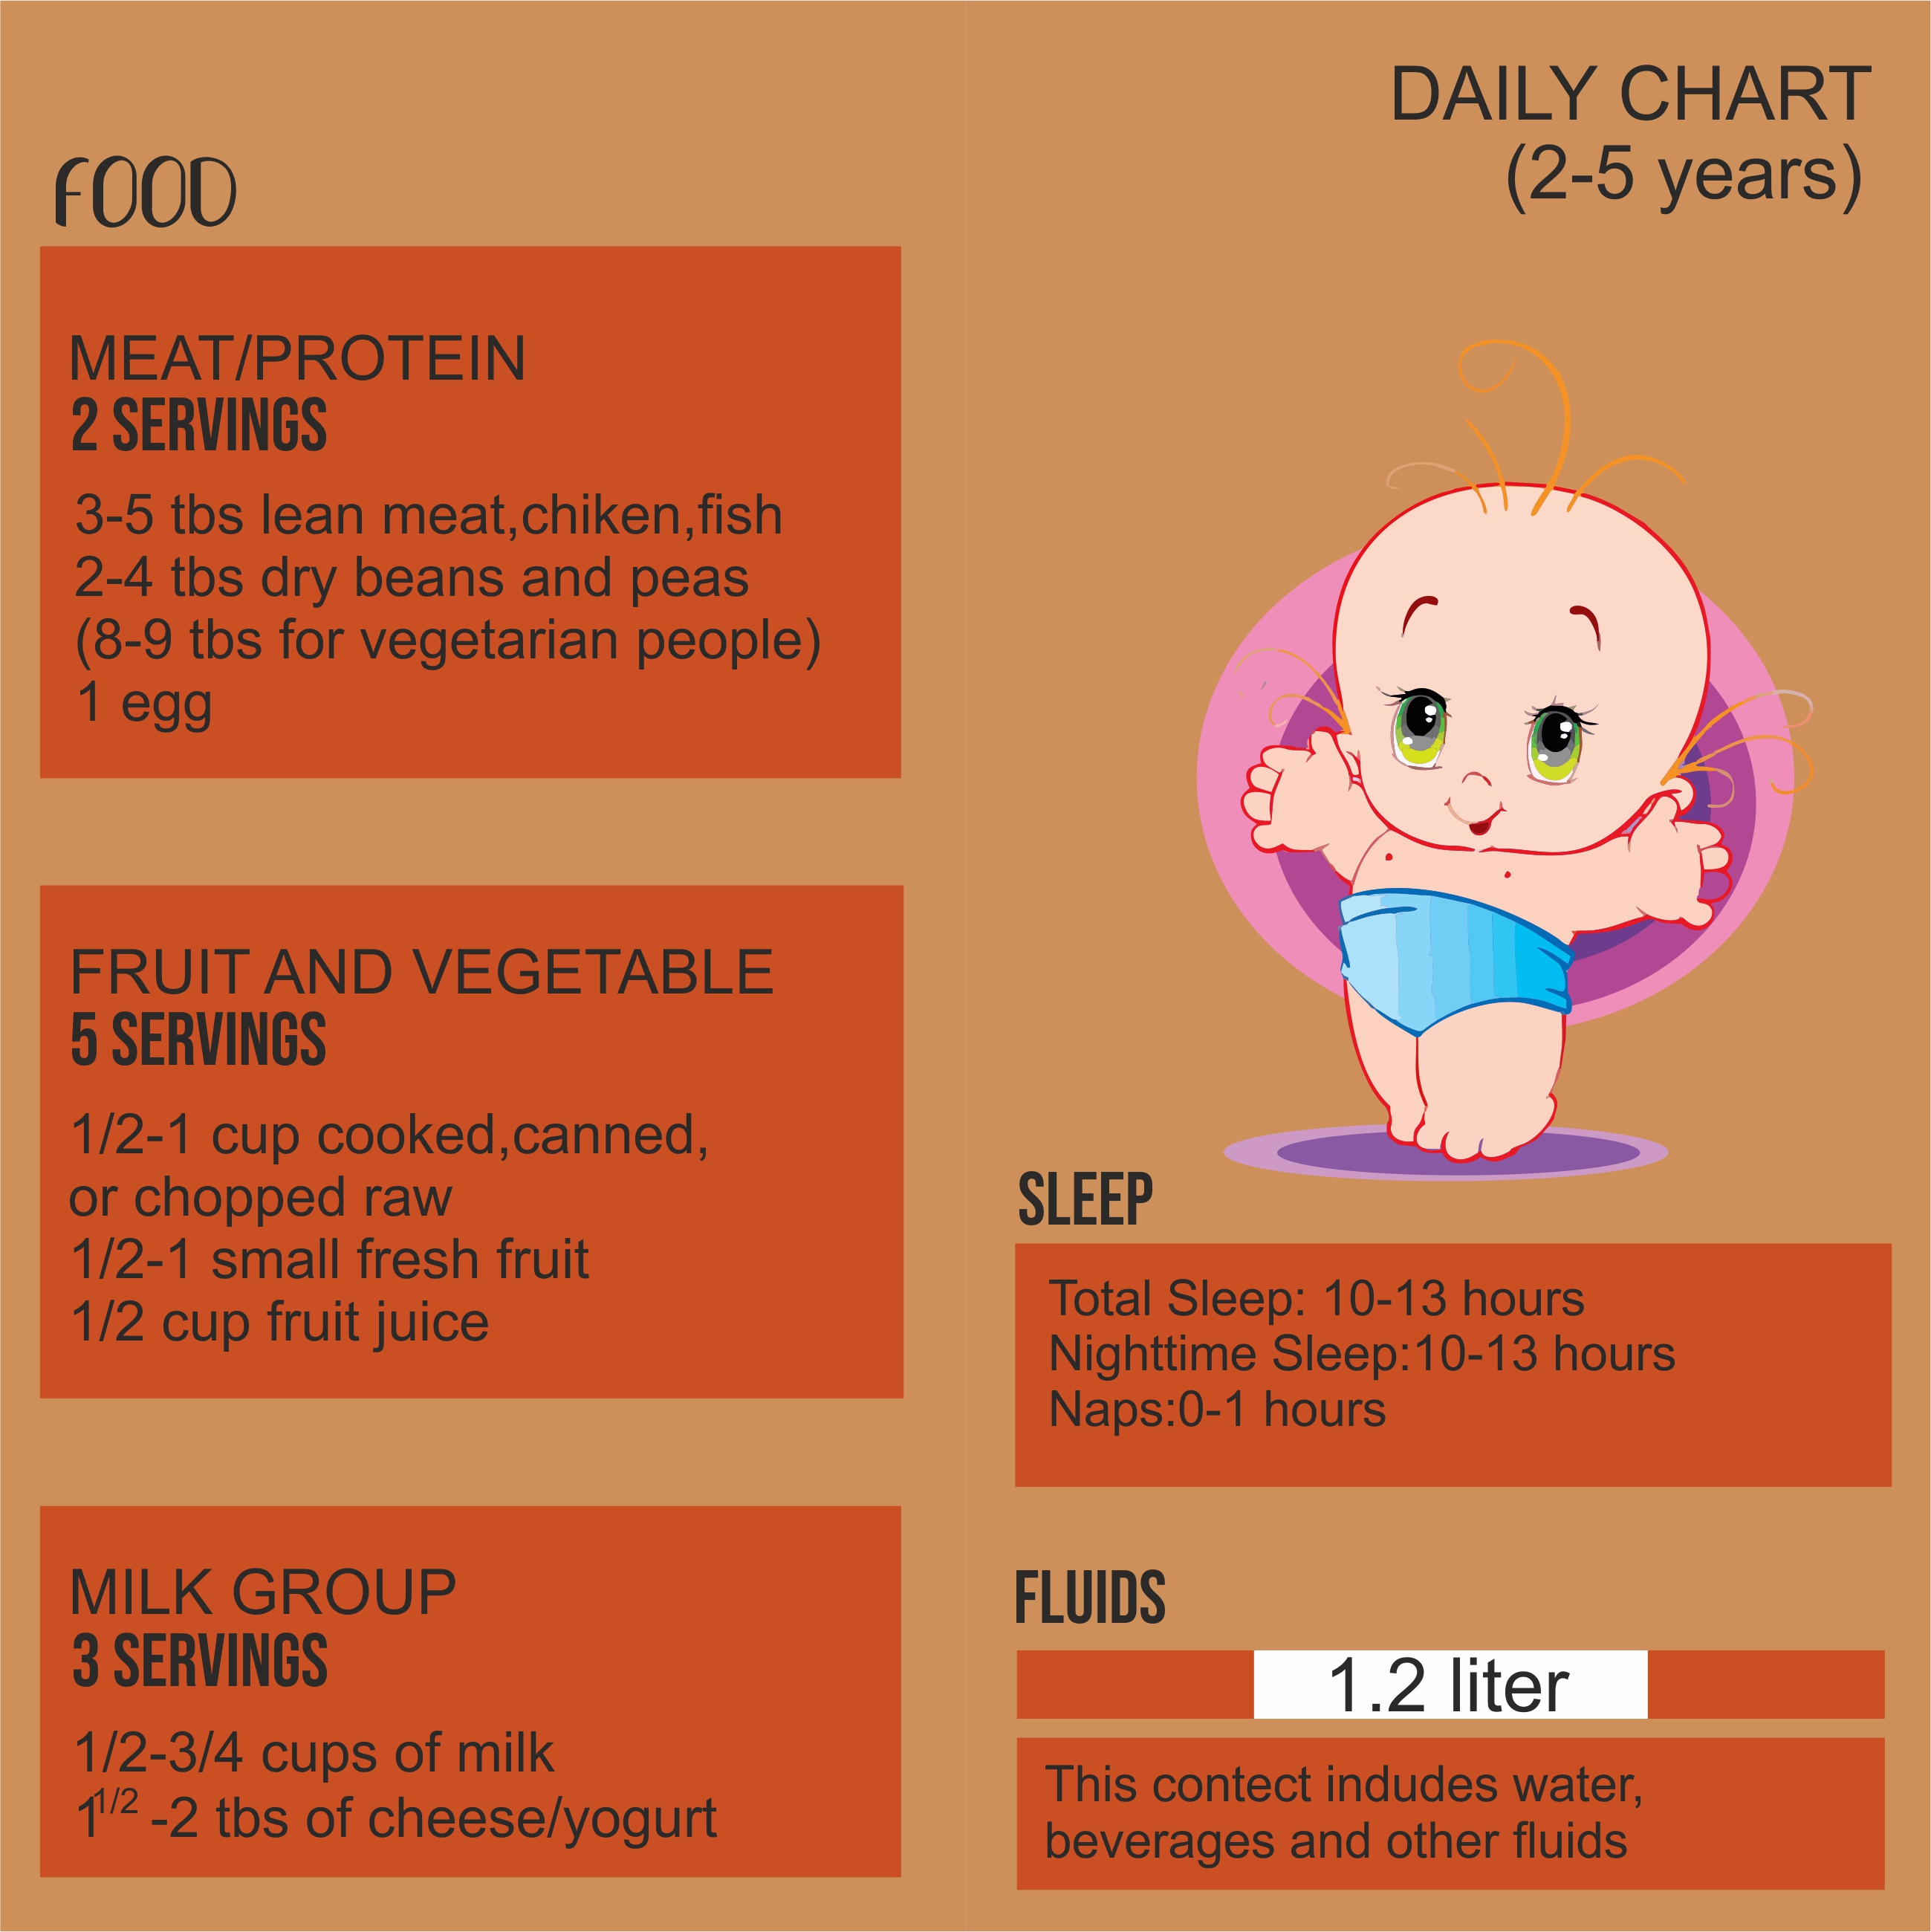 FOOD
MEAT/PROTEIN
2 SERVINGS
3-5 tbs lean meat,chiken,fish
2-4 tbs dry beans and peas
(8-9 tbs for vegetarian people)
1 egg
FRUIT AND VEGETABLE
5 SERVINGS
1/2-1 cup cooked,canned,
or chopped raw
1/2-1 small fresh fruit
1/2 cup fruit juice
MILK GROUP
3 SERVINGS
1/2-3/4 cups of milk
1 1/2 -2 tbs of cheese/yogurt
DAILY CHART
(2-5 years)
SLEEP
Total Sleep: 10-13 hours
Nighttime Sleep:10-13 hours
Naps:0-1 hours
FLUIDS
1.2 liter
This contect indudes water,
beverages and other fluids